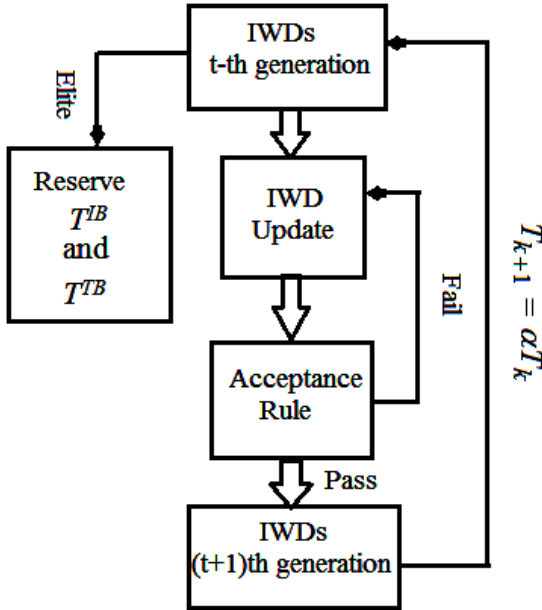 IWDs
t-th generation
Elite
Reserve
T^{IB}
and
T^{TB}
IWD
Update
Fail
T_{k+1} = αT_k
Acceptance
Rule
Pass
IWDs
(t+1)th generation